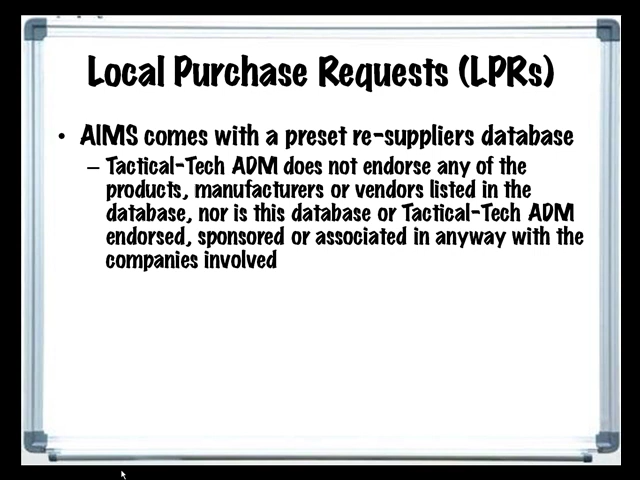 Local Purchase Requests (LPRs)
• AIMS comes with a preset re-suppliers database
– Tactical-Tech ADM does not endorse any of the
products, manufacturers or vendors listed in the
database, nor is this database or Tactical-Tech ADM
endorsed, sponsored or associated in anyway with the
companies involved